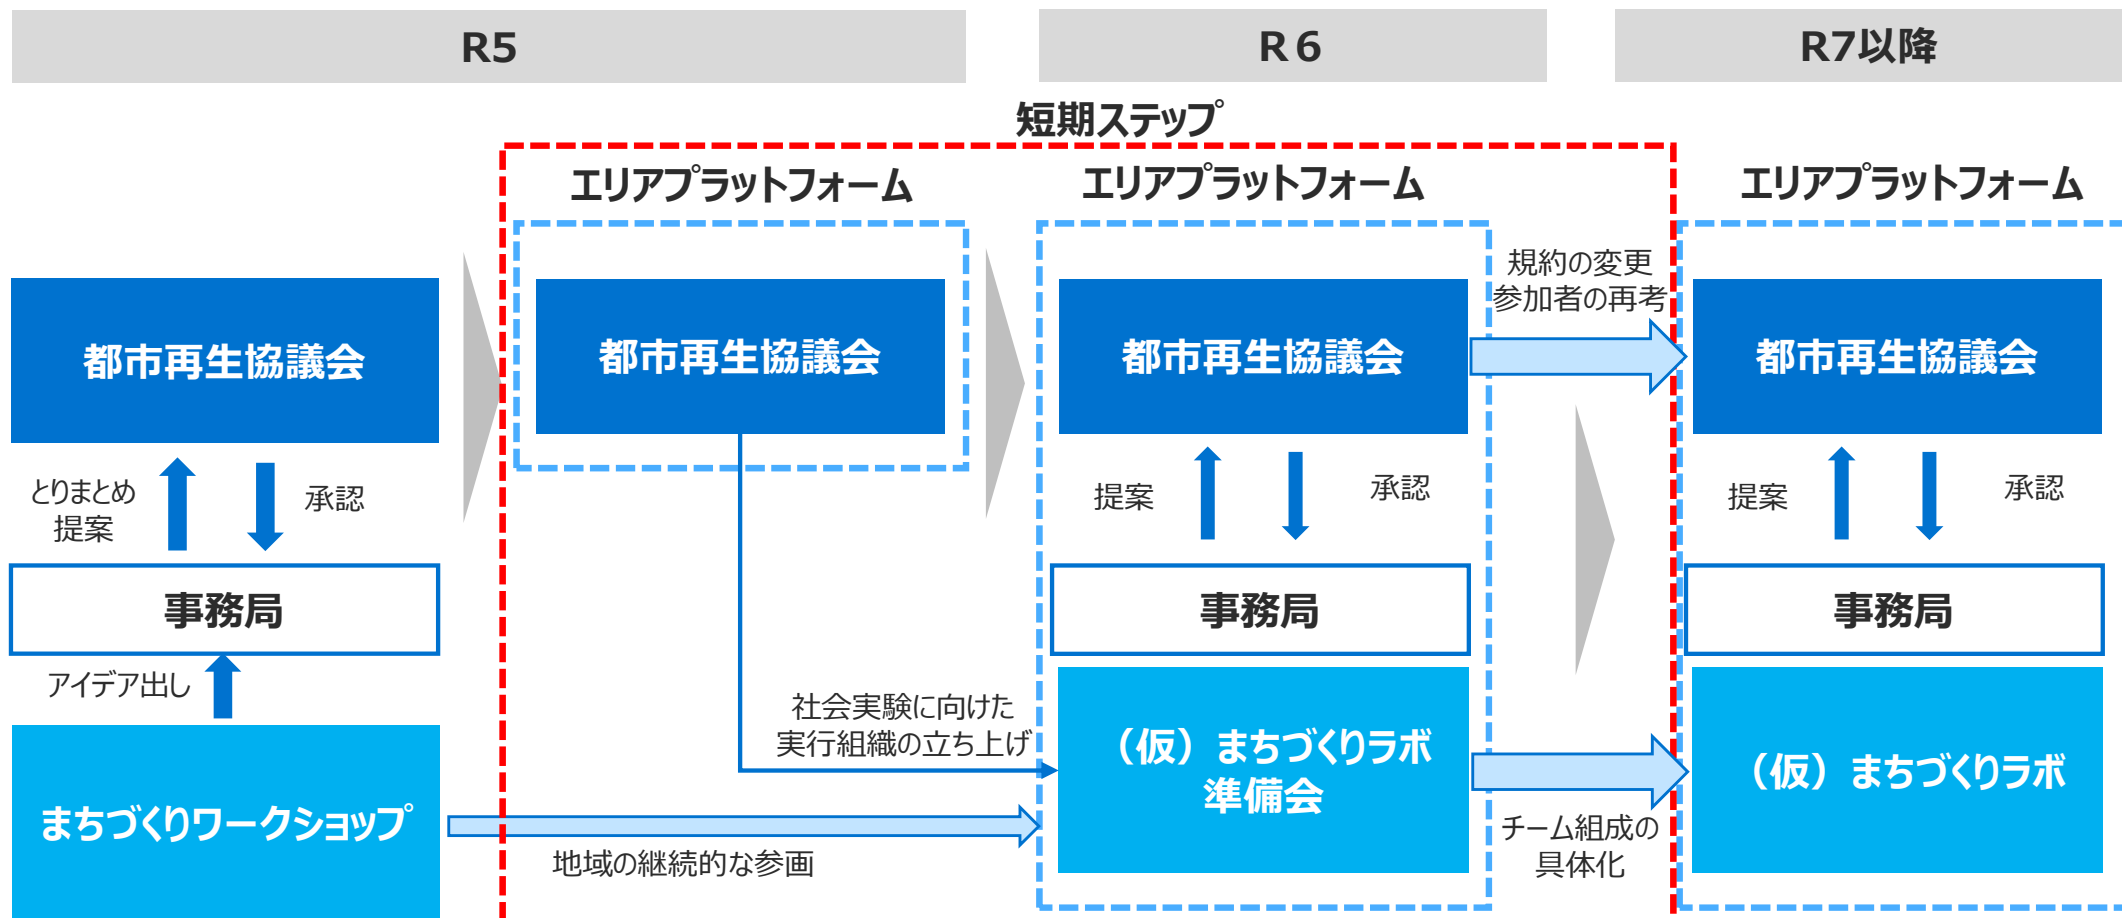 R5
R６
R7以降
短期ステップ
エリアプラットフォーム
エリアプラットフォーム
エリアプラットフォーム
都市再生協議会
都市再生協議会
都市再生協議会
規約の変更
参加者の再考
都市再生協議会
とりまとめ
提案
承認
提案
承認
提案
承認
事務局
事務局
事務局
アイデア出し
まちづくりワークショップ
社会実験に向けた
実行組織の立ち上げ
地域の継続的な参画
（仮）まちづくりラボ
準備会
チーム組成の
具体化
（仮）まちづくりラボ